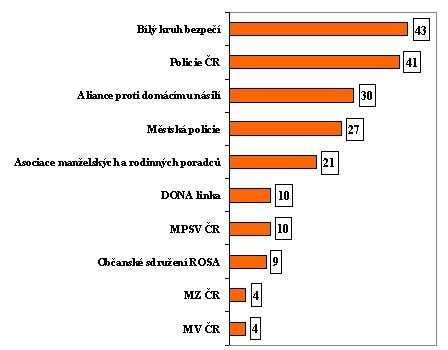 Bílý kruh bezpečí 43
Policie ČR 41
Aliance proti domácímu násilí 30
Městská policie 27
Asociace manželských a rodinných poradců 21
DONA linka 10
MPSV ČR 10
Občanské sdružení ROSA 9
MZ ČR 4
MV ČR 4